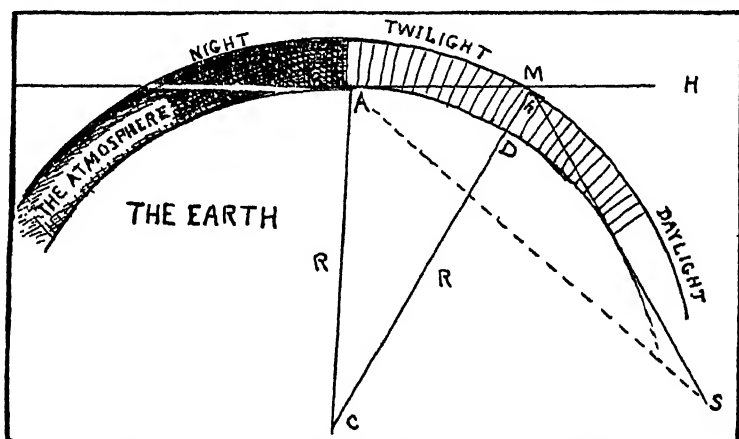 NIGHT
TWILIGHT
M
H
A
h
D
THE ATMOSPHERE
THE EARTH
DAYLIGHT
R
R
S
C